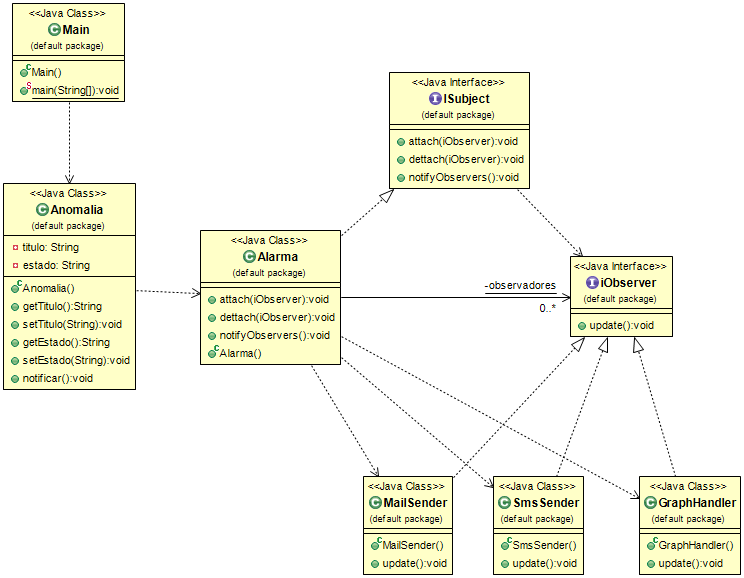 <<Java Class>>
Main
(default package)
Main()
main(String[]):void
<<Java Interface>>
ISubject
(default package)
attach(iObserver):void
dettach(iObserver):void
notifyObservers():void
<<Java Class>>
Anomalia
(default package)
titulo: String
estado: String
Anomalia()
getTitulo():String
setTitulo(String):void
getEstado():String
setEstado(String):void
notificar():void
<<Java Class>>
Alarma
(default package)
attach(iObserver):void
dettach(iObserver):void
notifyObservers():void
Alarma()
-observadores
0..*
<<Java Interface>>
iObserver
(default package)
update():void
<<Java Class>>
MailSender
(default package)
MailSender()
update():void
<<Java Class>>
SmsSender
(default package)
SmsSender()
update():void
<<Java Class>>
GraphHandler
(default package)
GraphHandler()
update():void